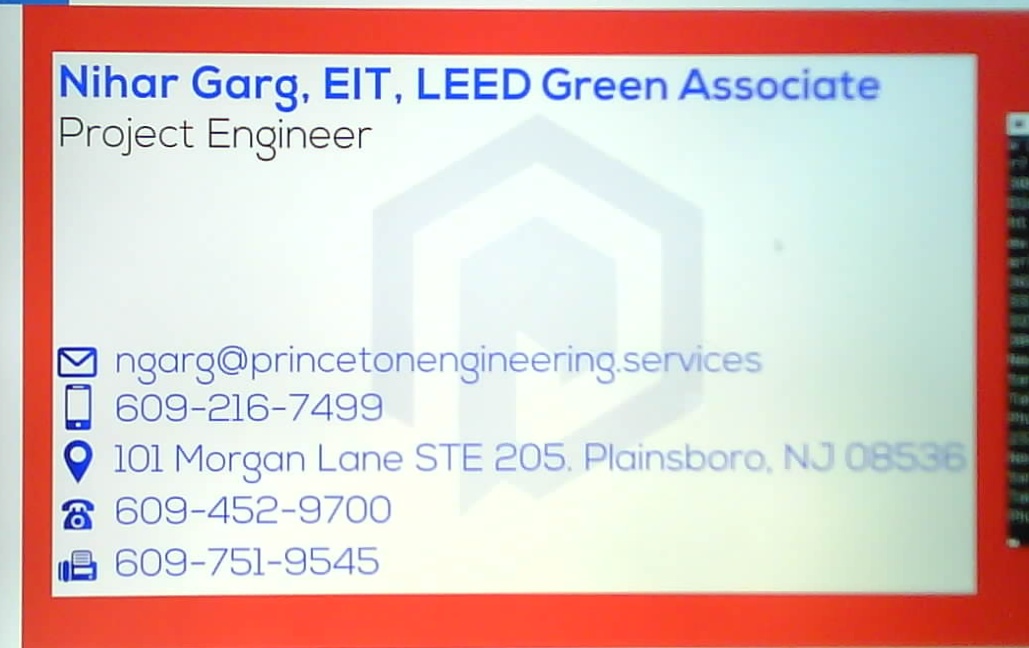 Nihar Garg, EIT, LEED Green Associate
Project Engineer
ngarg@princetonengineering.services
609-216-7499
101 Morgan Lane STE 205. Plainsboro, NJ 08536
609-452-9700
609-751-9545